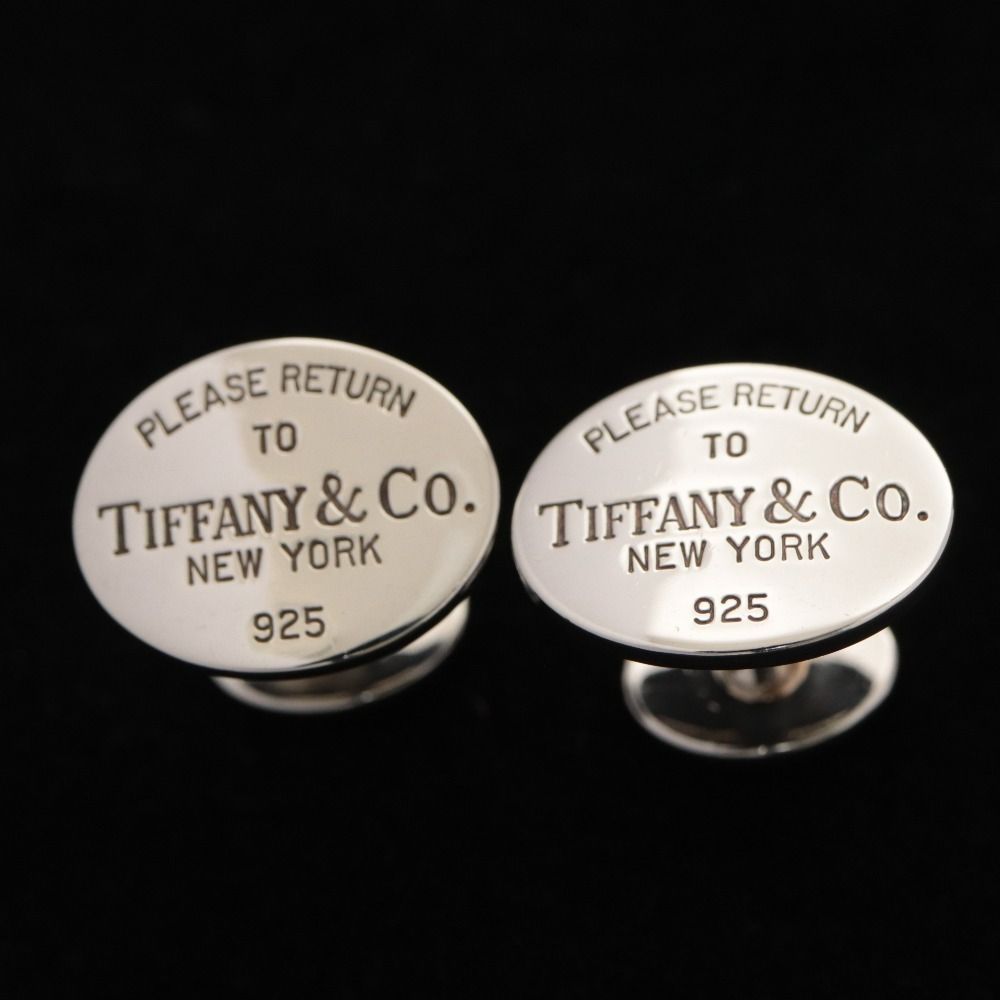 PLEASE RETURN
TO
TIFFANY & CO.
NEW YORK
925
PLEASE RETURN
TO
TIFFANY & CO.
NEW YORK
925